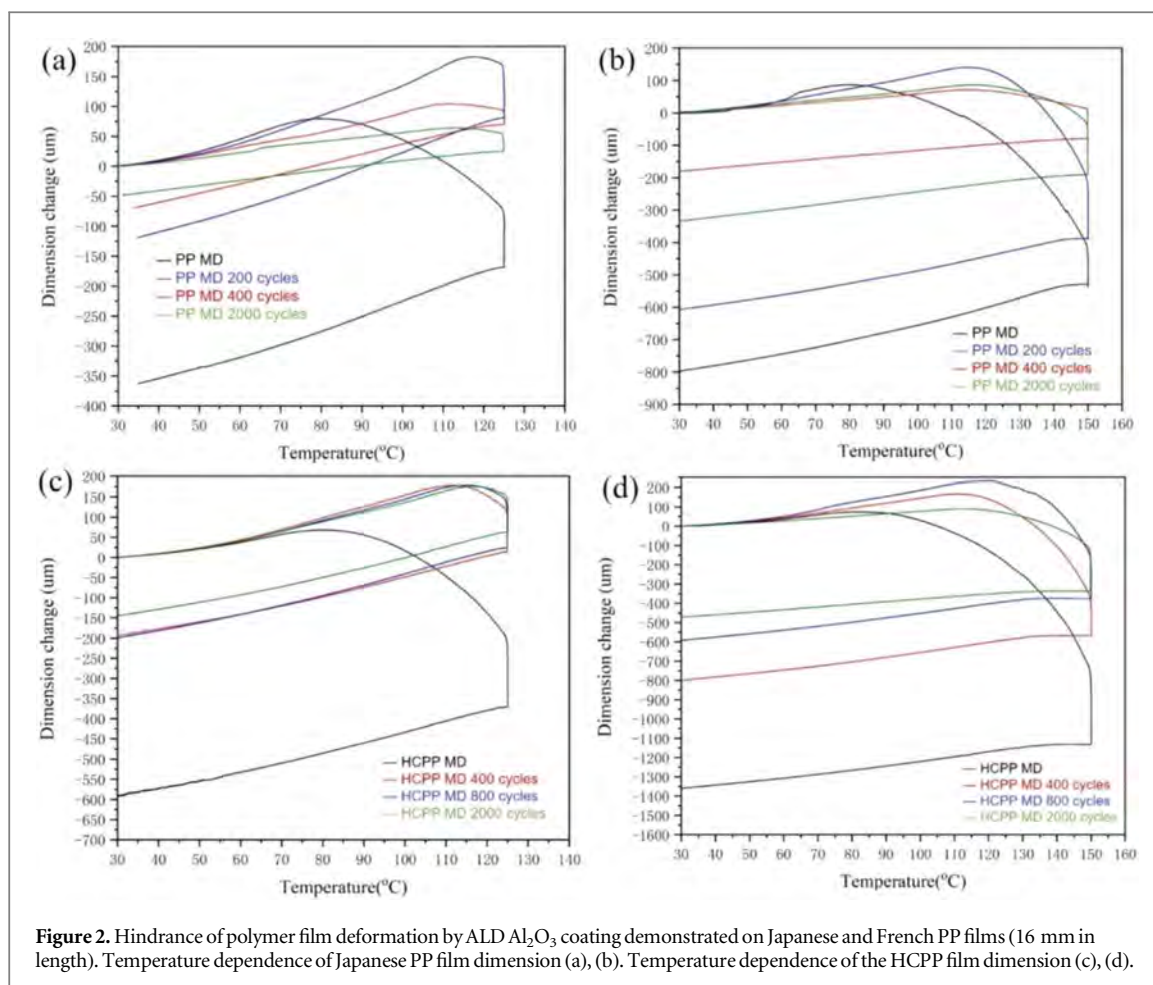 (a)
200
150
100
50
0
-50
-100
-150
-200
-250
-300
-350
-400
Dimension change (um)
PP MD
PP MD 200 cycles
PP MD 400 cycles
PP MD 2000 cycles
30 40 50 60 70 80 90 100 110 120 130 140
Temperature(°C)
(b)
200
100
0
-100
-200
-300
-400
-500
-600
-700
-800
-900
Dimension change (um)
PP MD
PP MD 200 cycles
PP MD 400 cycles
PP MD 2000 cycles
30 40 50 60 70 80 90 100 110 120 130 140 150 160
Temperature(°C)
(c)
200
150
100
50
0
-50
-100
-150
-200
-250
-300
-350
-400
-450
-500
-550
-600
-700
Dimension change (um)
HCPP MD
HCPP MD 400 cycles
HCPP MD 800 cycles
HCPP MD 2000 cycles
30 40 50 60 70 80 90 100 110 120 130 140
Temperature(°C)
(d)
200
100
0
-100
-200
-300
-400
-500
-600
-700
-800
-900
-1000
-1100
-1200
-1300
-1400
-1500
-1600
Dimension change (um)
HCPP MD
HCPP MD 400 cycles
HCPP MD 800 cycles
HCPP MD 2000 cycles
30 40 50 60 70 80 90 100 110 120 130 140 150 160
Temperature(°C)
Figure 2. Hindrance of polymer film deformation by ALD Al₂O₃ coating demonstrated on Japanese and French PP films (16 mm in
length). Temperature dependence of Japanese PP film dimension (a), (b). Temperature dependence of the HCPP film dimension (c), (d).